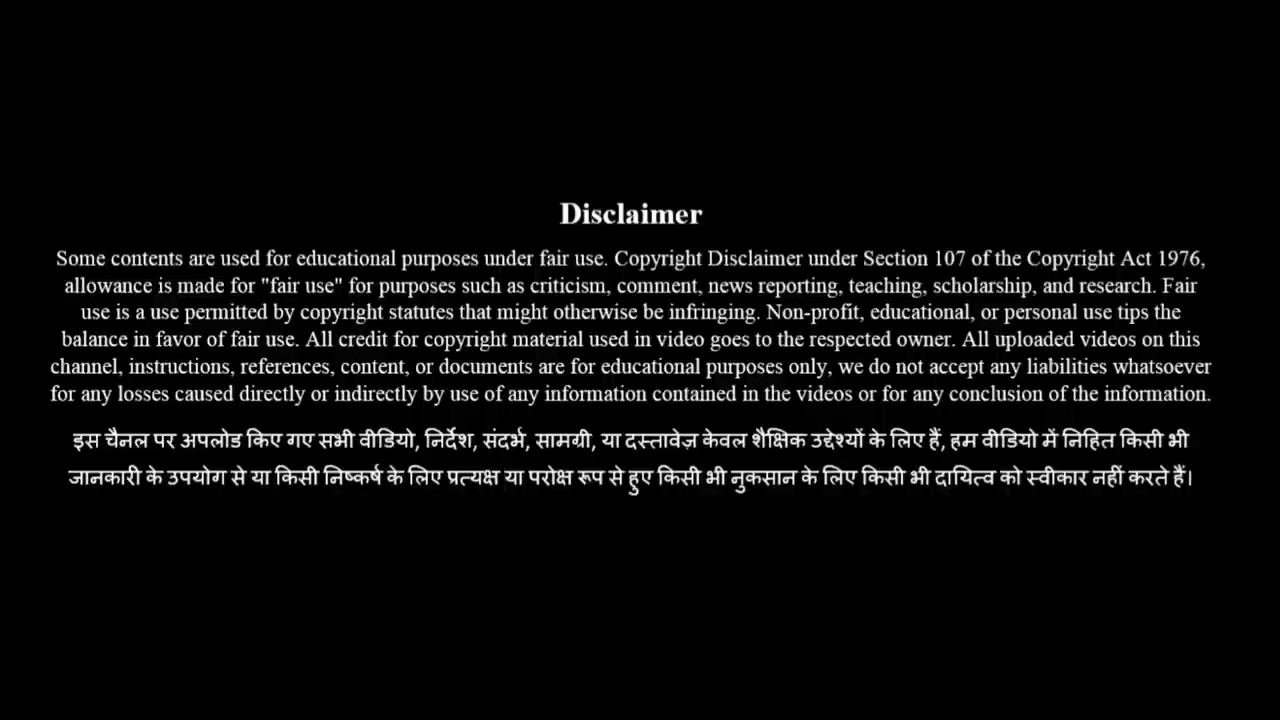 Disclaimer
Some contents are used for educational purposes under fair use. Copyright Disclaimer under Section 107 of the Copyright Act 1976,
allowance is made for "fair use" for purposes such as criticism, comment, news reporting, teaching, scholarship, and research. Fair
use is a use permitted by copyright statutes that might otherwise be infringing. Non-profit, educational, or personal use tips the
balance in favor of fair use. All credit for copyright material used in video goes to the respected owner. All uploaded videos on this
channel, instructions, references, content, or documents are for educational purposes only, we do not accept any liabilities whatsoever
for any losses caused directly or indirectly by use of any information contained in the videos or for any conclusion of the information.
इस चैनल पर अपलोड किए गए सभी वीडियो, निर्देश, संदर्भ, सामग्री, या दस्तावेज़ केवल शैक्षिक उद्देश्यों के लिए हैं, हम वीडियो में निहित किसी भी
जानकारी के उपयोग से या किसी निष्कर्ष के लिए प्रत्यक्ष या परोक्ष रूप से हुए किसी भी नुकसान के लिए किसी भी दायित्व को स्वीकार नहीं करते हैं।